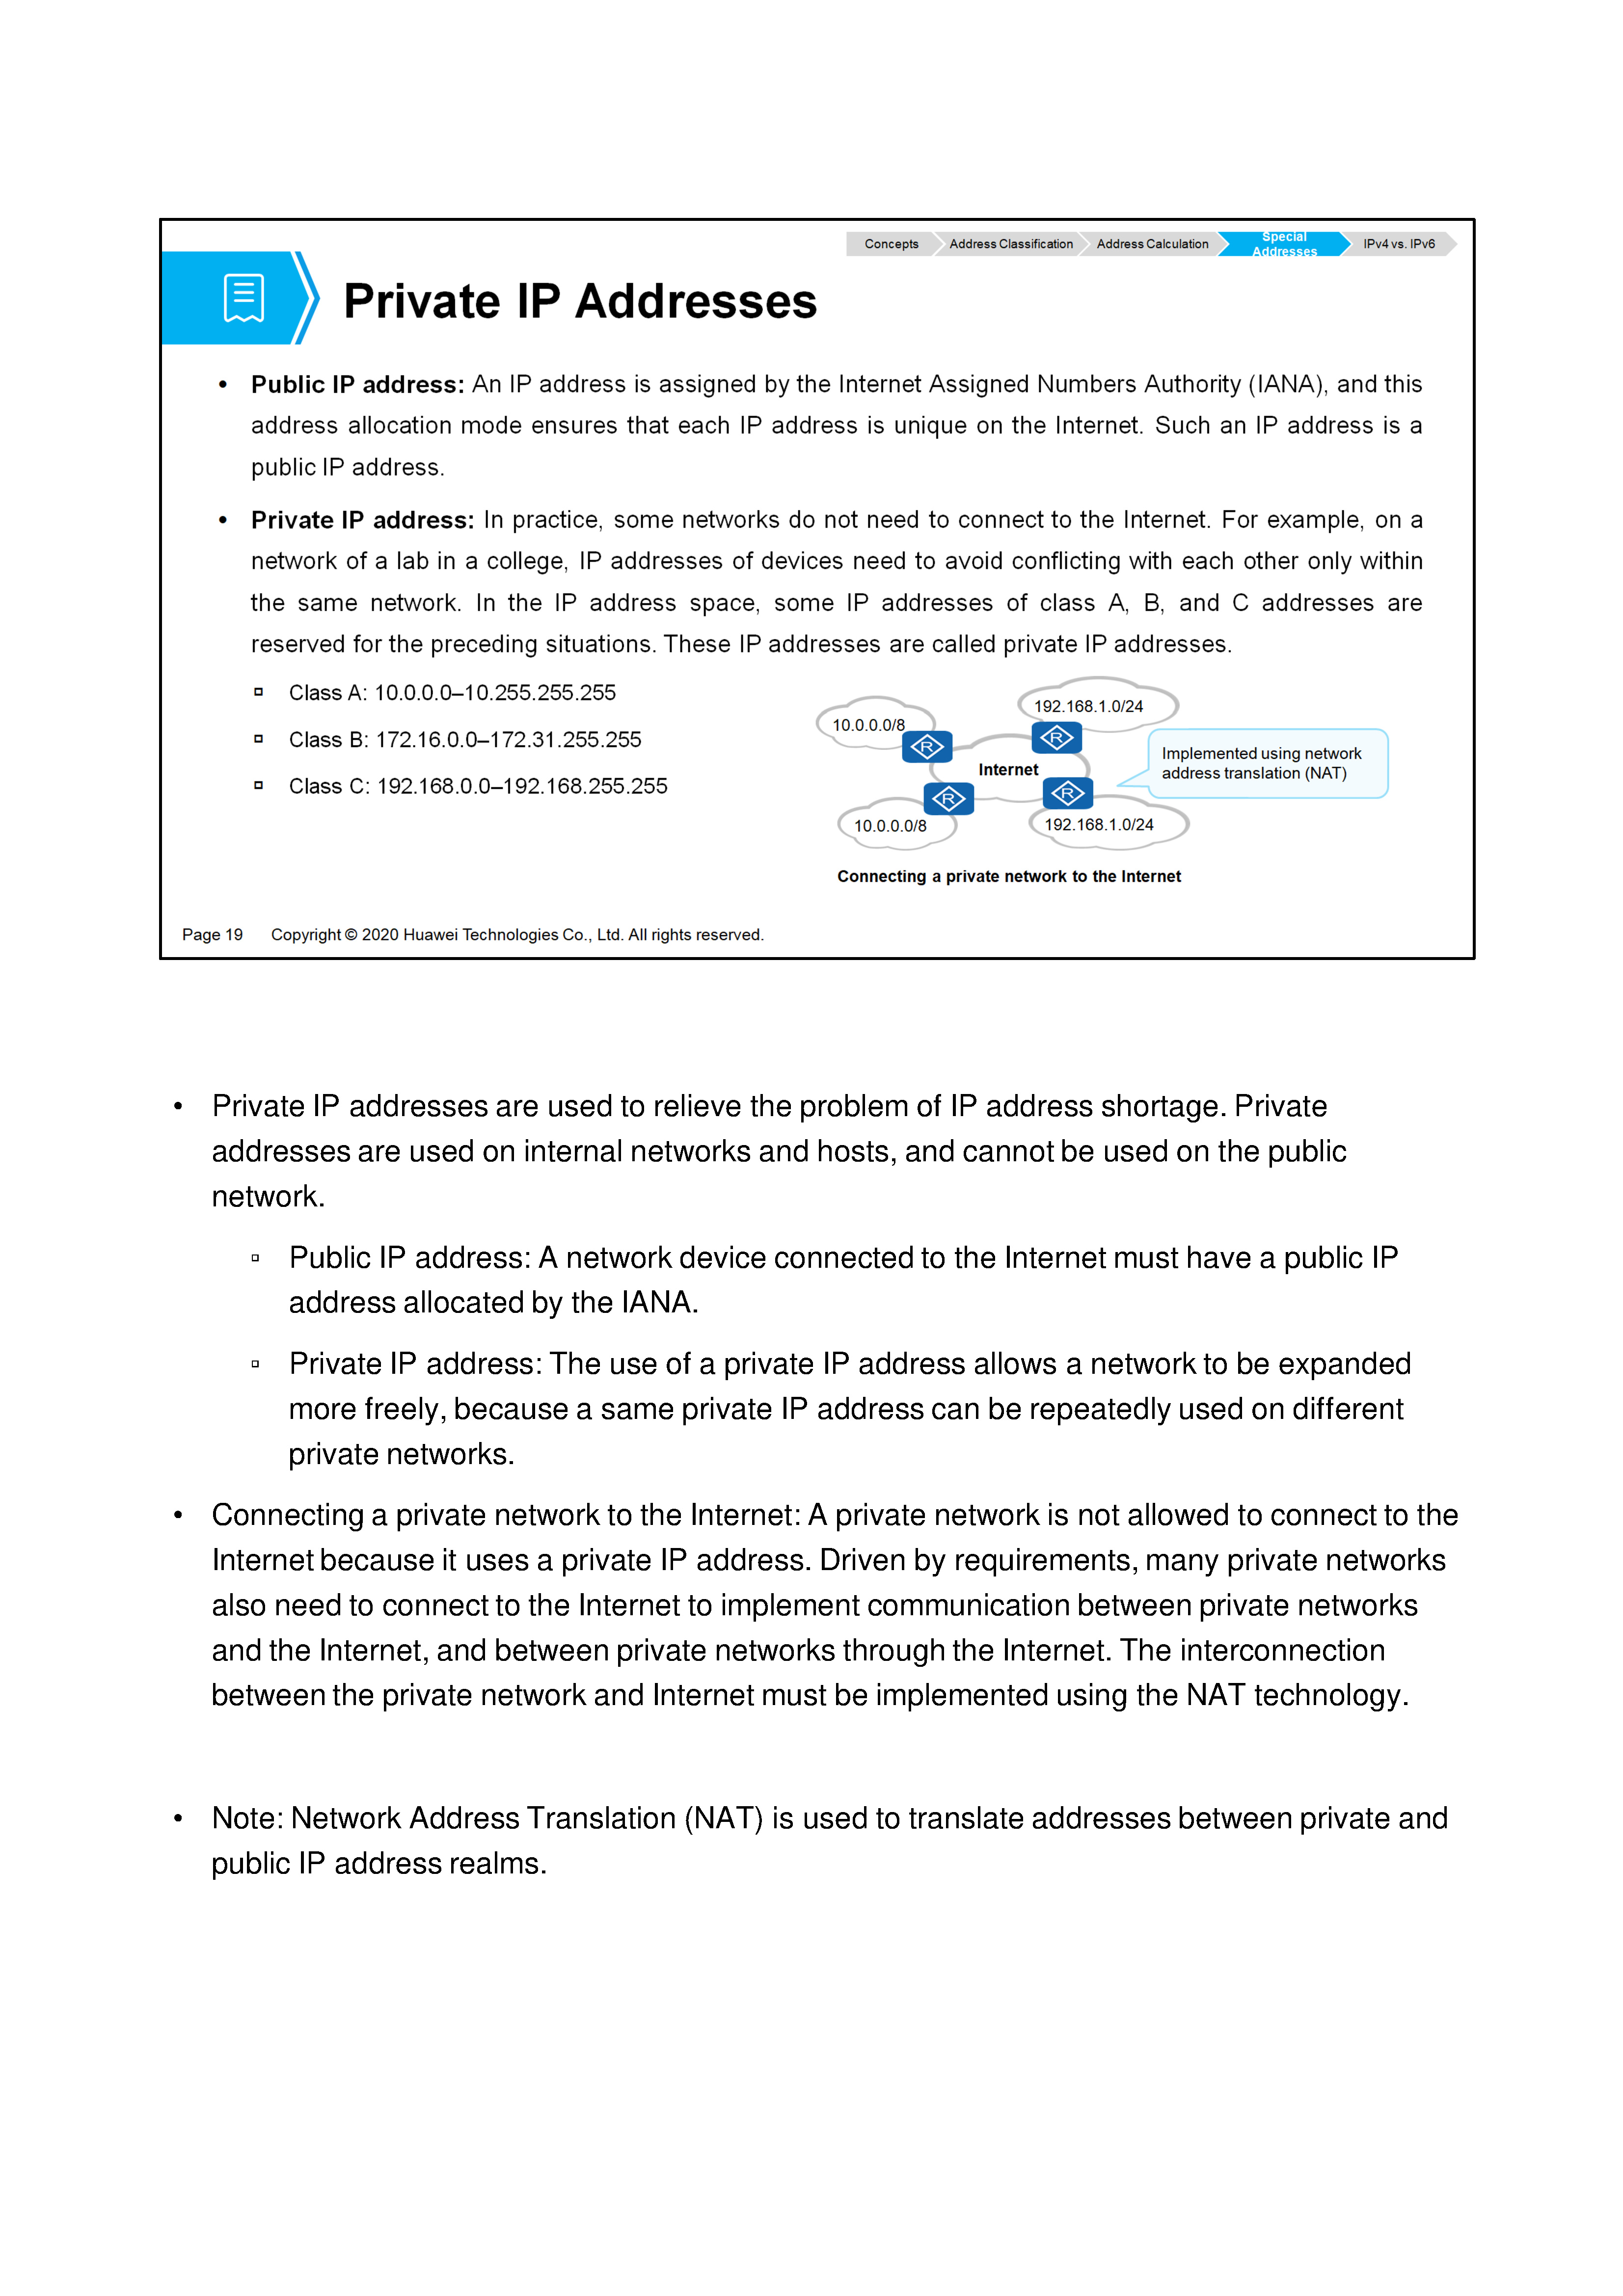 Concepts
Address Classification
Address Calculation
Special
Addresses
IPv4 vs. IPv6
Private IP Addresses
• Public IP address: An IP address is assigned by the Internet Assigned Numbers Authority (IANA), and this
address allocation mode ensures that each IP address is unique on the Internet. Such an IP address is a
public IP address.
• Private IP address: In practice, some networks do not need to connect to the Internet. For example, on a
network of a lab in a college, IP addresses of devices need to avoid conflicting with each other only within
the same network. In the IP address space, some IP addresses of class A, B, and C addresses are
reserved for the preceding situations. These IP addresses are called private IP addresses.
▫ Class A: 10.0.0.0–10.255.255.255
▫ Class B: 172.16.0.0–172.31.255.255
▫ Class C: 192.168.0.0–192.168.255.255
10.0.0.0/8
R
192.168.1.0/24
R
Internet
Implemented using network
address translation (NAT)
R
10.0.0.0/8
R
192.168.1.0/24
Connecting a private network to the Internet
Page 19 Copyright © 2020 Huawei Technologies Co., Ltd. All rights reserved.
• Private IP addresses are used to relieve the problem of IP address shortage. Private
addresses are used on internal networks and hosts, and cannot be used on the public
network.
▫ Public IP address: A network device connected to the Internet must have a public IP
address allocated by the IANA.
▫ Private IP address: The use of a private IP address allows a network to be expanded
more freely, because a same private IP address can be repeatedly used on different
private networks.
• Connecting a private network to the Internet: A private network is not allowed to connect to the
Internet because it uses a private IP address. Driven by requirements, many private networks
also need to connect to the Internet to implement communication between private networks
and the Internet, and between private networks through the Internet. The interconnection
between the private network and Internet must be implemented using the NAT technology.
• Note: Network Address Translation (NAT) is used to translate addresses between private and
public IP address realms.